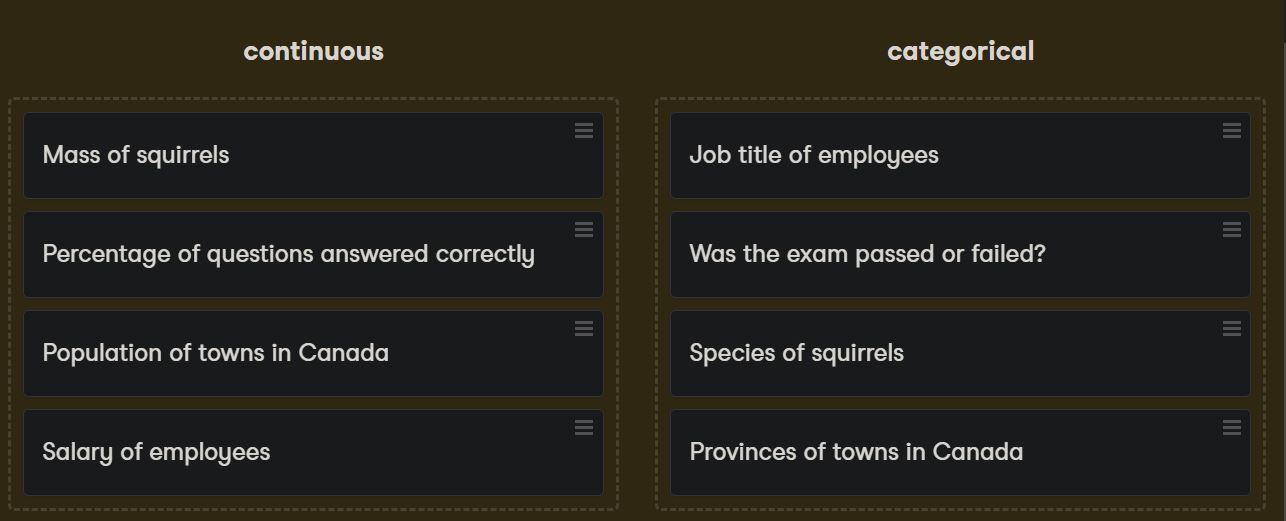 continuous
Mass of squirrels
Percentage of questions answered correctly
Population of towns in Canada
Salary of employees
categorical
Job title of employees
Was the exam passed or failed?
Species of squirrels
Provinces of towns in Canada